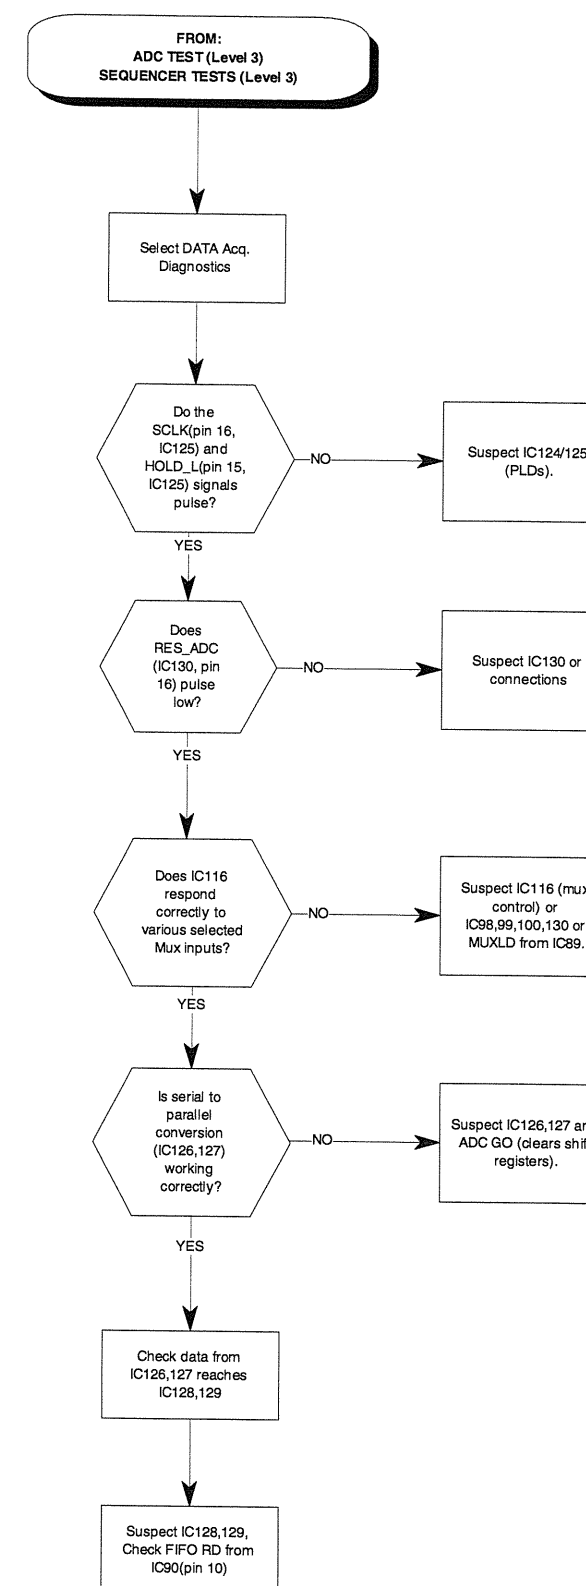 FROM:
ADC TEST (Level 3)
SEQUENCER TESTS (Level 3)
Select DATA Acq.
Diagnostics
Do the
SCLK(pin 16,
IC125) and
HOLD_L(pin 15,
IC125) signals
pulse?
NO
Suspect IC124/125
(PLDs).
YES
Does
RES_ADC
(IC130, pin
16) pulse
low?
NO
Suspect IC130 or
connections
YES
Does IC116
respond
correctly to
various selected
Mux inputs?
NO
Suspect IC116 (mux
control) or
IC98,99,100,130 or
MUXLD from IC89.
YES
Is serial to
parallel
conversion
(IC126,127)
working
correctly?
NO
Suspect IC126,127
ADC GO (clears
registers).
YES
Check data from
IC126,127 reaches
IC128,129
Suspect IC128,129,
Check FIFO RD from
IC90(pin 10)